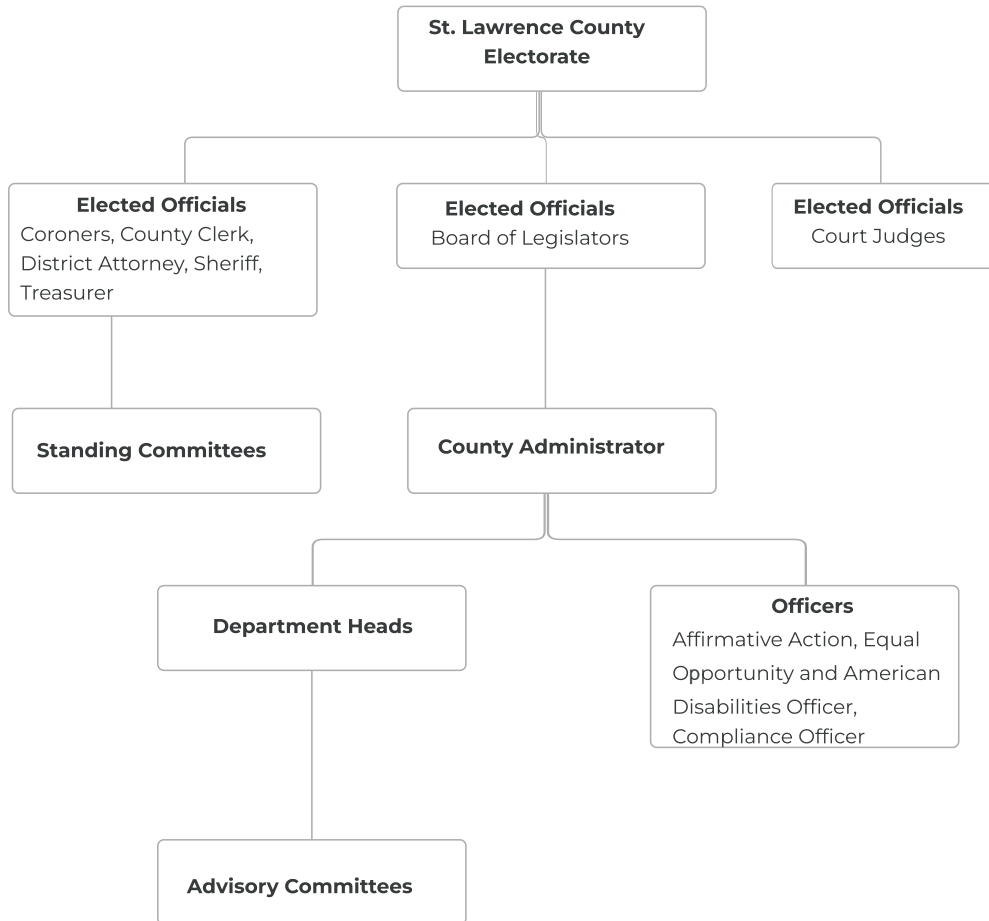 St. Lawrence County
Electorate
Elected Officials
Coroners, County Clerk,
District Attorney, Sheriff,
Treasurer
Elected Officials
Board of Legislators
Elected Officials
Court Judges
Standing Committees
County Administrator
Department Heads
Officers
Affirmative Action, Equal
Opportunity and American
Disabilities Officer,
Compliance Officer
Advisory Committees